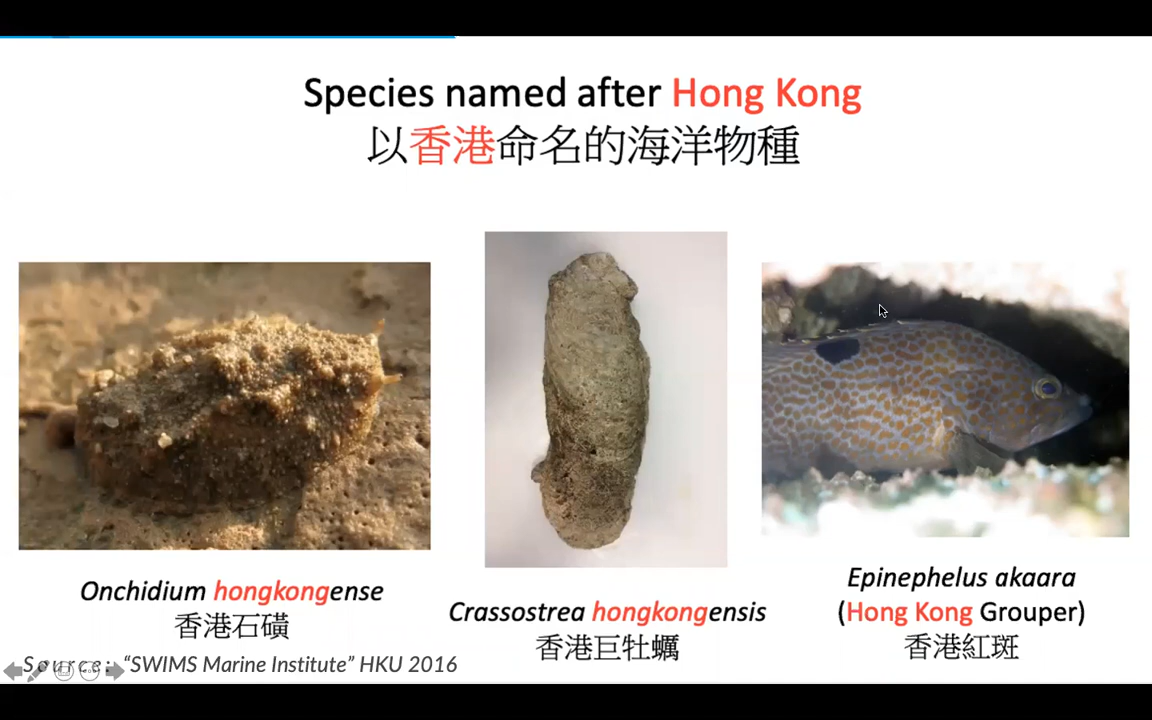 Species named after Hong Kong
以香港命名的海洋物種
Onchidium hongkongense
香港石磺
Crassostrea hongkongensis
香港巨牡蠣
Epinephelus akaara
(Hong Kong Grouper)
香港紅斑
Source: “SWIMS Marine Institute” HKU 2016